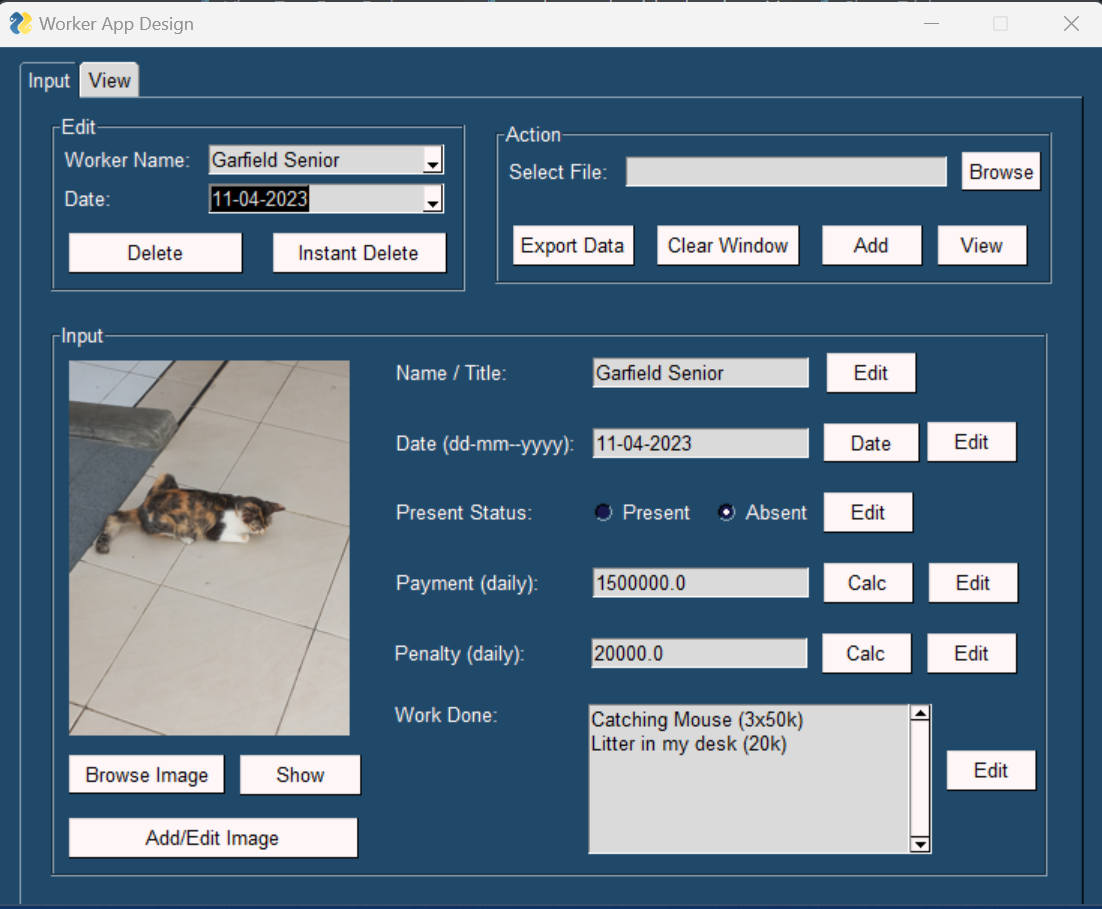 Worker App Design
Input View
Edit
Worker Name: Garfield Senior
Date: 11-04-2023
Delete Instant Delete
Action
Select File: Browse
Export Data Clear Window Add View
Input
Name / Title: Garfield Senior Edit
Date (dd-mm--yyyy): 11-04-2023 Date Edit
Present Status: Present Absent Edit
Payment (daily): 1500000.0 Calc Edit
Penalty (daily): 20000.0 Calc Edit
Work Done:
Catching Mouse (3x50k)
Litter in my desk (20k)
Edit
Browse Image Show
Add/Edit Image